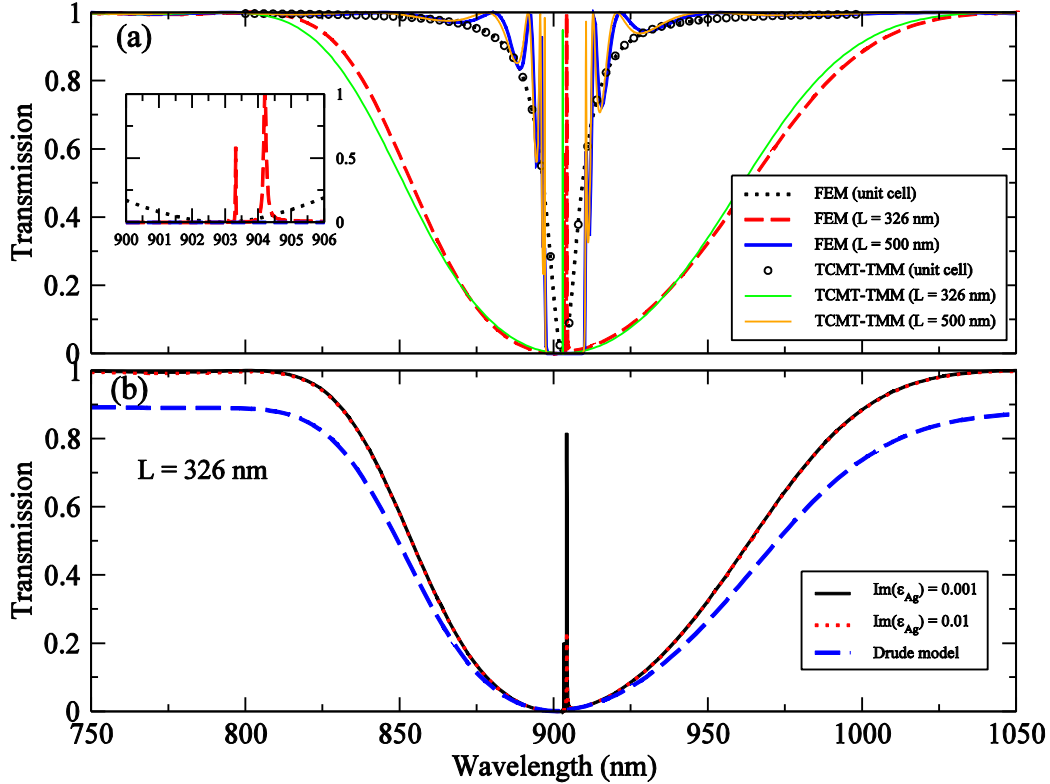 (a)
Transmission
1
0.8
0.6
0.4
0.2
0
1
0.5
0
900 901 902 903 904 905 906
FEM (unit cell)
FEM (L = 326 nm)
FEM (L = 500 nm)
TCMT-TMM (unit cell)
TCMT-TMM (L = 326 nm)
TCMT-TMM (L = 500 nm)
(b)
Transmission
1
0.8
0.6
0.4
0.2
0
L = 326 nm
Im(εAg) = 0.001
Im(εAg) = 0.01
Drude model
750 800 850 900 950 1000 1050
Wavelength (nm)